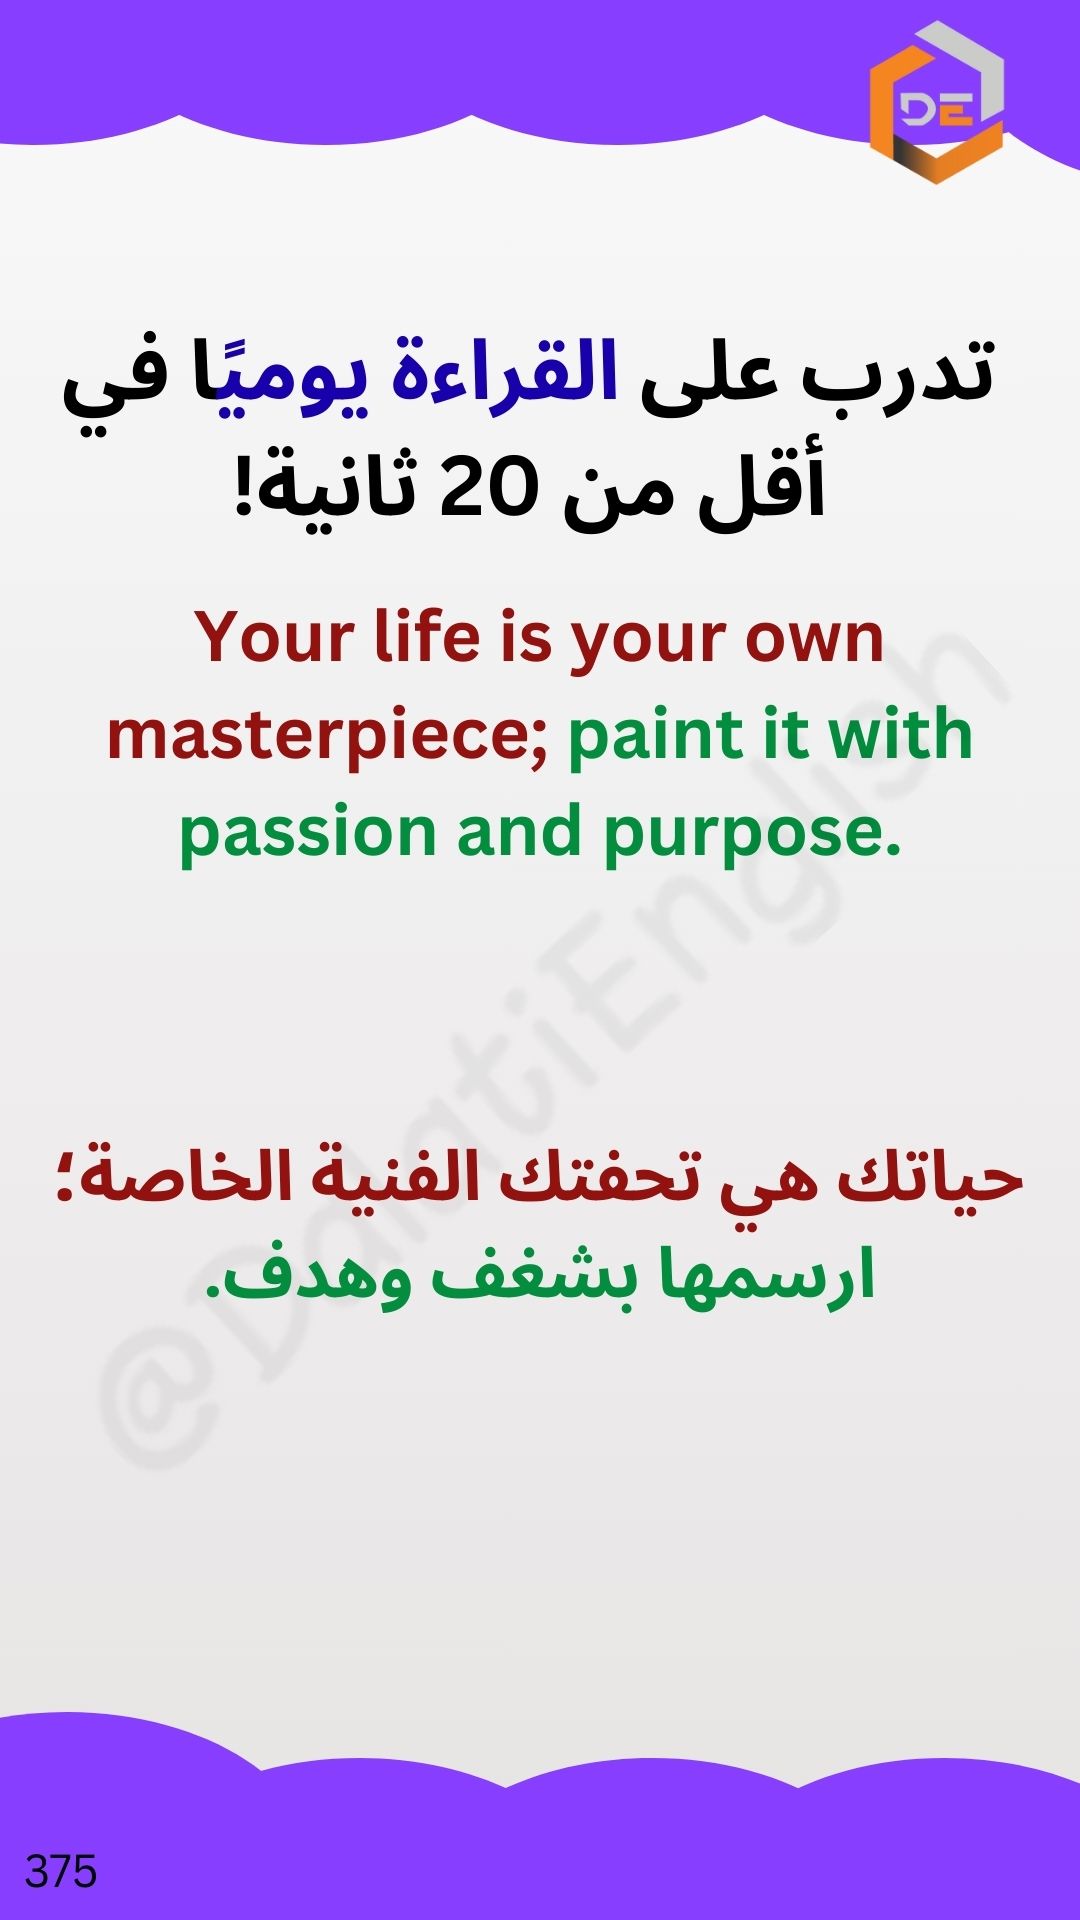 DE
تدرب على القراءة يوميًا في
أقل من 20 ثانية!
Your life is your own
masterpiece; paint it with
passion and purpose.
@DalatiEnglish
حياتك هي تحفتك الفنية الخاصة؛
ارسمها بشغف وهدف.
375